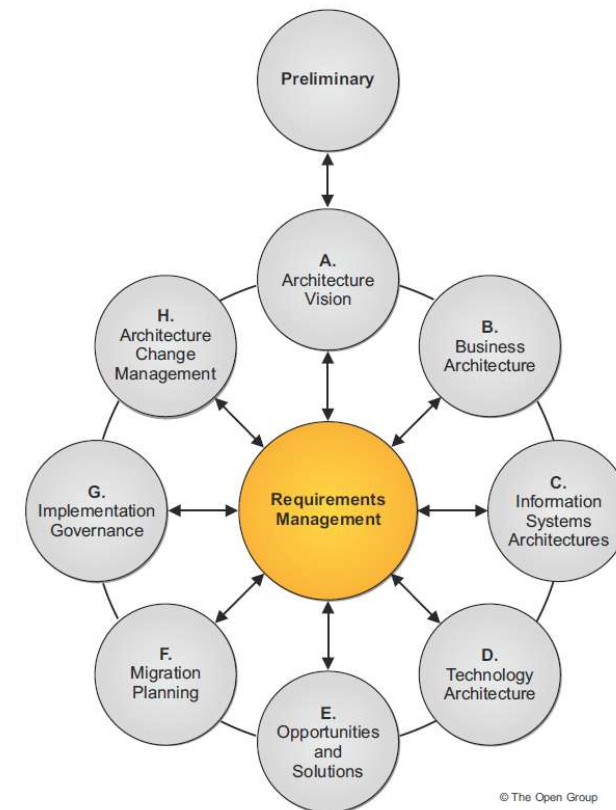 Preliminary
A.
Architecture
Vision
B.
Business
Architecture
C.
Information
Systems
Architectures
D.
Technology
Architecture
E.
Opportunities
and
Solutions
F.
Migration
Planning
G.
Implementation
Governance
H.
Architecture
Change
Management
Requirements
Management
© The Open Group